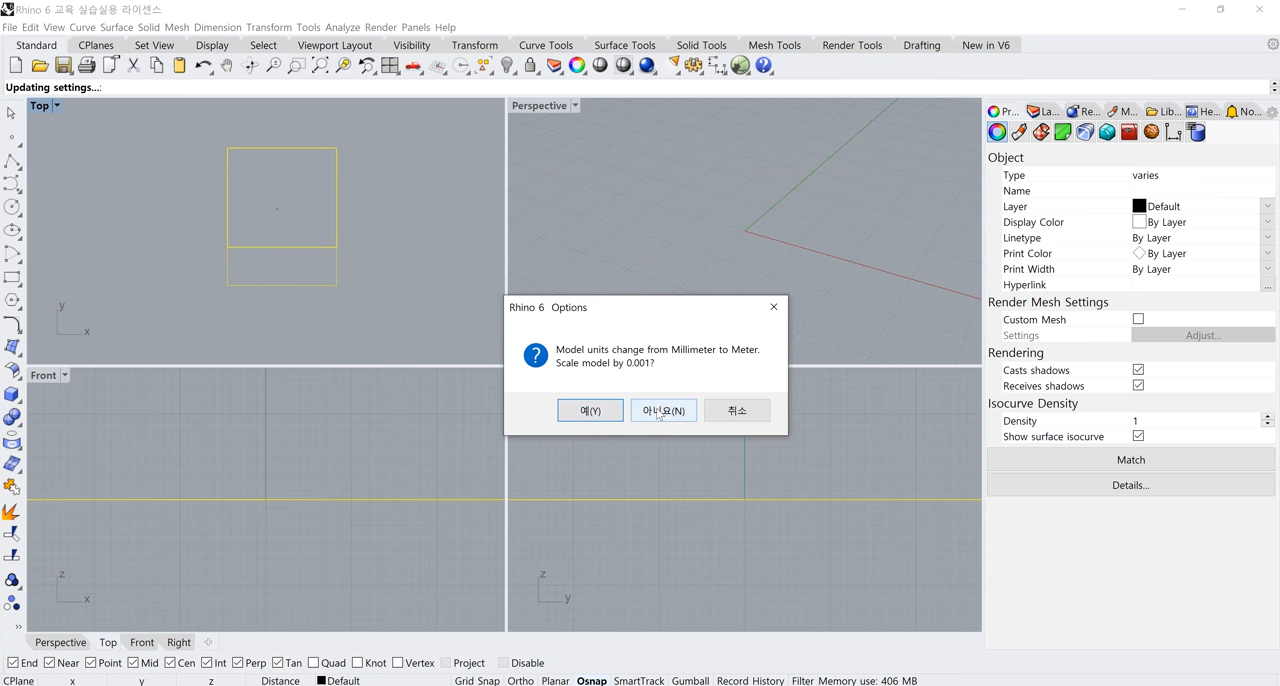 Rhino 6 교육 실습실용 라이센스
File Edit View Curve Surface Solid Mesh Dimension Transform Tools Analyze Render Panels Help
Standard CPlanes Set View Display Select Viewport Layout Visibility Transform Curve Tools Surface Tools Solid Tools Mesh Tools Render Tools Drafting New in V6
Updating settings...:
Top
Perspective
Pr... La... Re... M... Lib... He... No...
Object
Type varies
Name
Layer Default
Display Color By Layer
Linetype By Layer
Print Color By Layer
Print Width By Layer
Hyperlink ...
Render Mesh Settings
Custom Mesh
Settings Adjust...
Rendering
Casts shadows
Receives shadows
Isocurve Density
Density 1
Show surface isocurve
Match
Details...
y
x
Rhino 6 Options
Model units change from Millimeter to Meter.
Scale model by 0.001?
예(Y) 아니요(N) 취소
Front
z
x
z
y
Perspective Top Front Right
End Near Point Mid Cen Int Perp Tan Quad Knot Vertex Project Disable
CPlane x y z Distance Default Grid Snap Ortho Planar Osnap SmartTrack Gumball Record History Filter Memory use: 406 MB